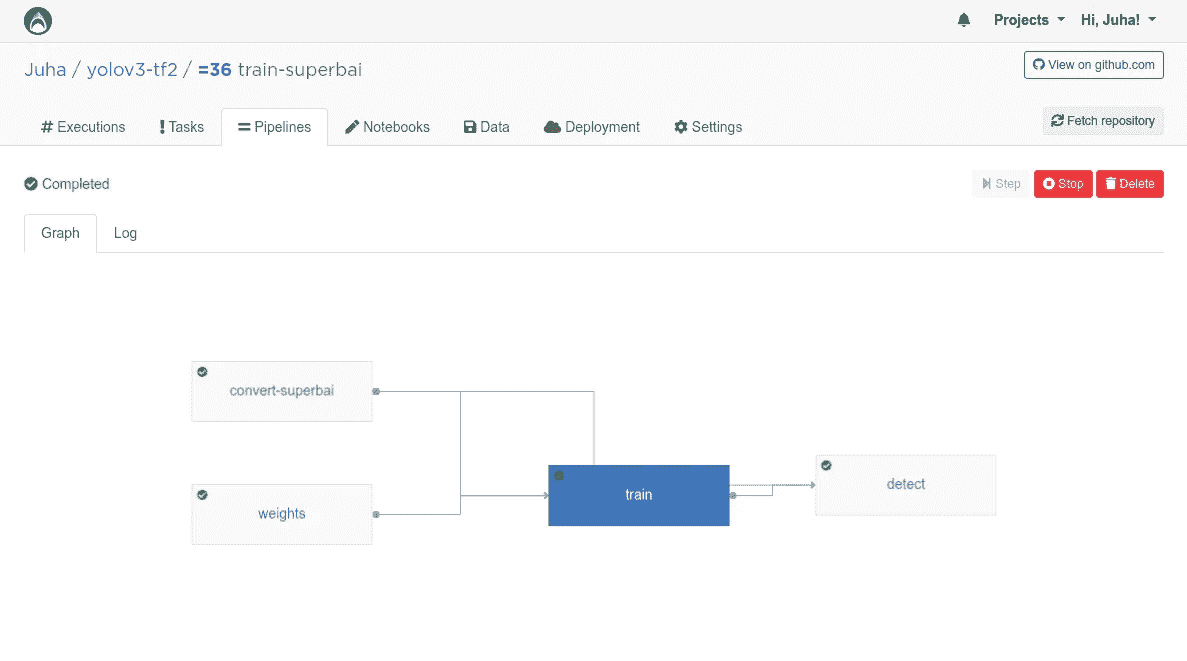 Projects Hi, Juha!
Juha / yolov3-tf2 / =36 train-superbai
View on github.com
# Executions ! Tasks = Pipelines Notebooks Data Deployment Settings
Fetch repository
Completed
Step Stop Delete
Graph Log
convert-superbai
weights
train
detect